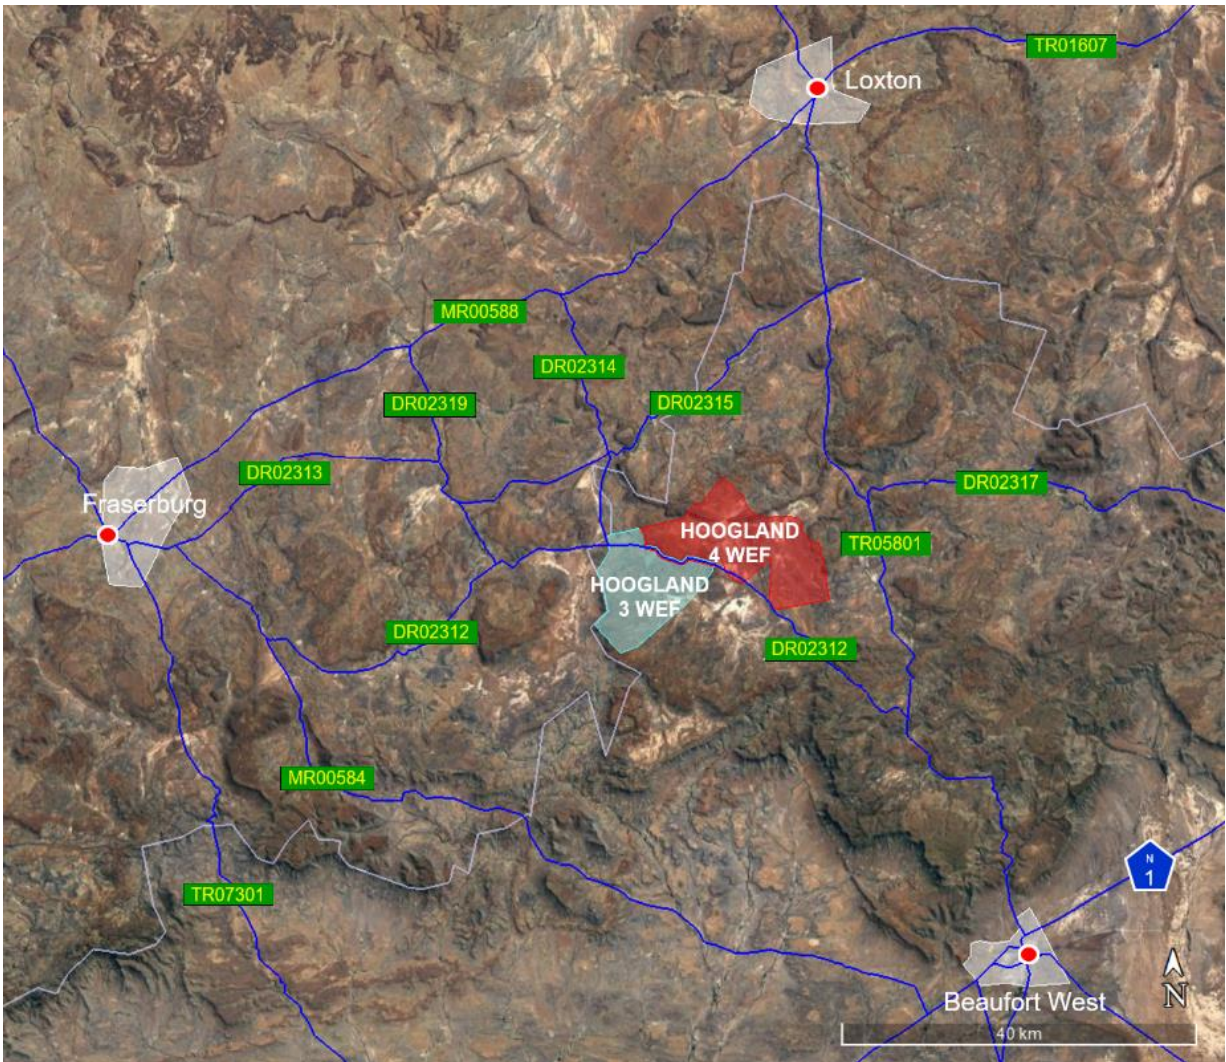 TR01607
Loxton
MR00588
DR02314
DR02319
DR02315
DR02313
DR02317
Fraserburg
HOOGLAND
4 WEF
TR05801
HOOGLAND
3 WEF
DR02312
DR02312
MR00584
N
1
TR07301
N
Beaufort West
40 km